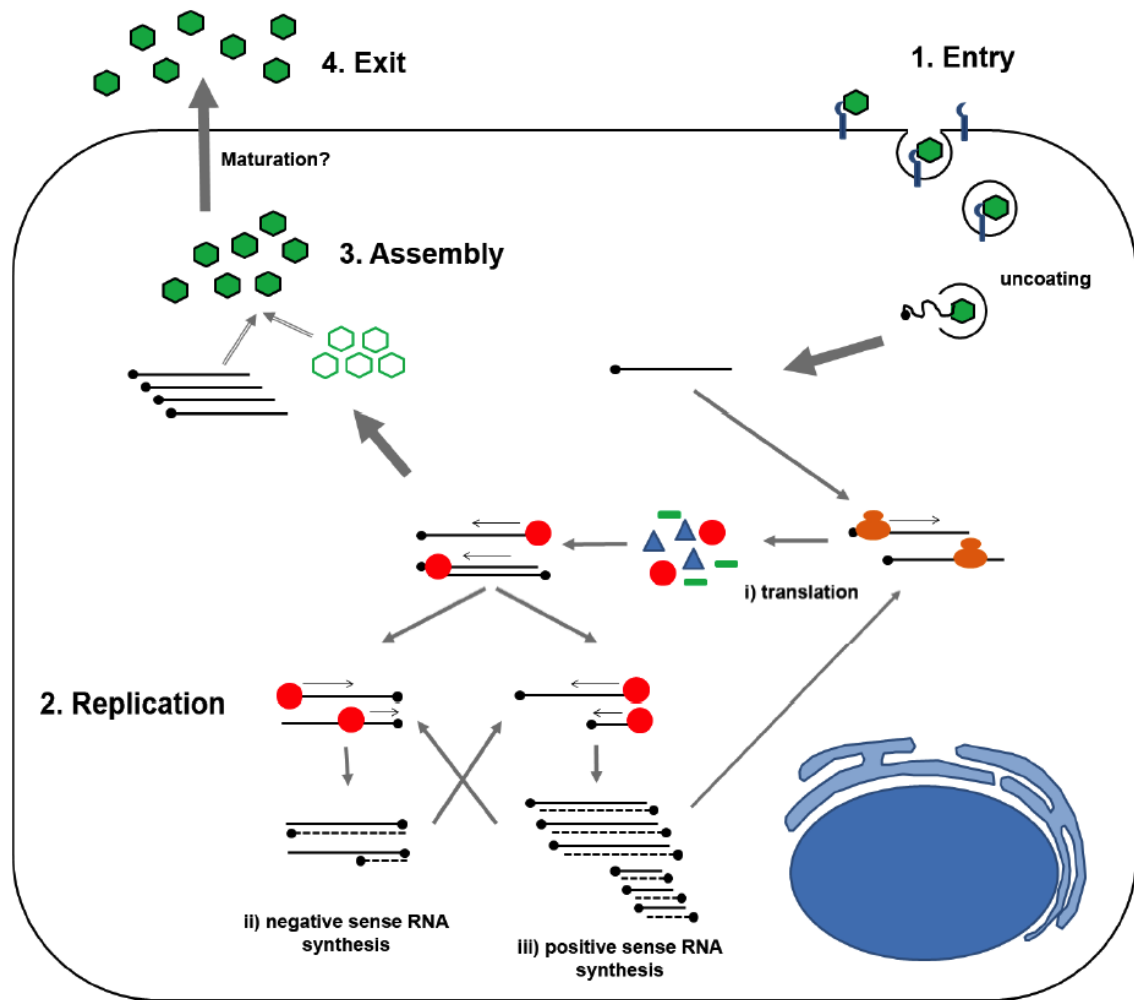 4. Exit
1. Entry
Maturation?
3. Assembly
uncoating
i) translation
2. Replication
ii) negative sense RNA
synthesis
iii) positive sense RNA
synthesis